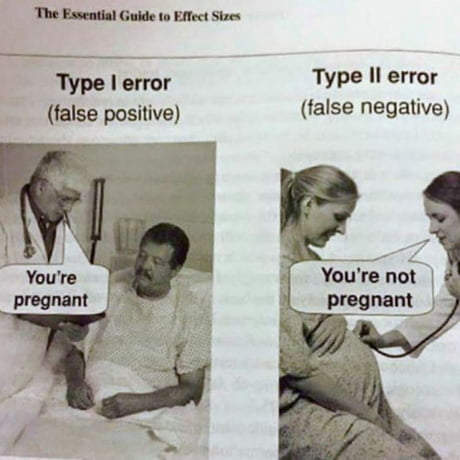 The Essential Guide to Effect Sizes
Type I error
(false positive)
You're
pregnant
Type II error
(false negative)
You're not
pregnant